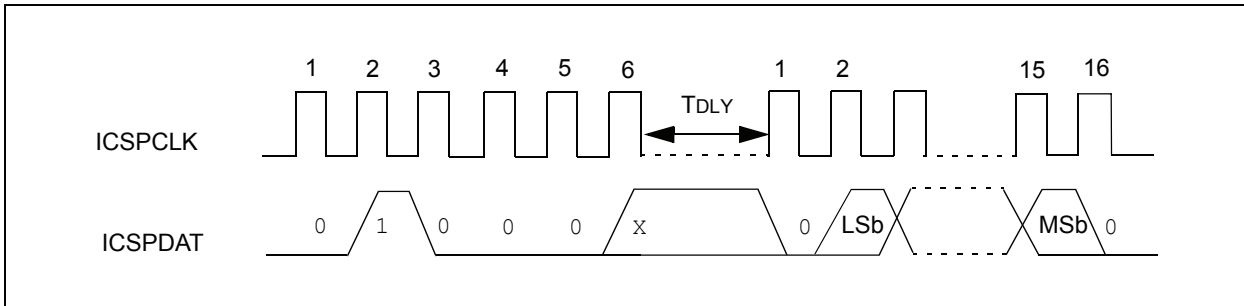 1 2 3 4 5 6 1 2 15 16
TDLY
ICSPCLK
ICSPDAT
0 1 0 0 0 X 0 LSb MSb 0